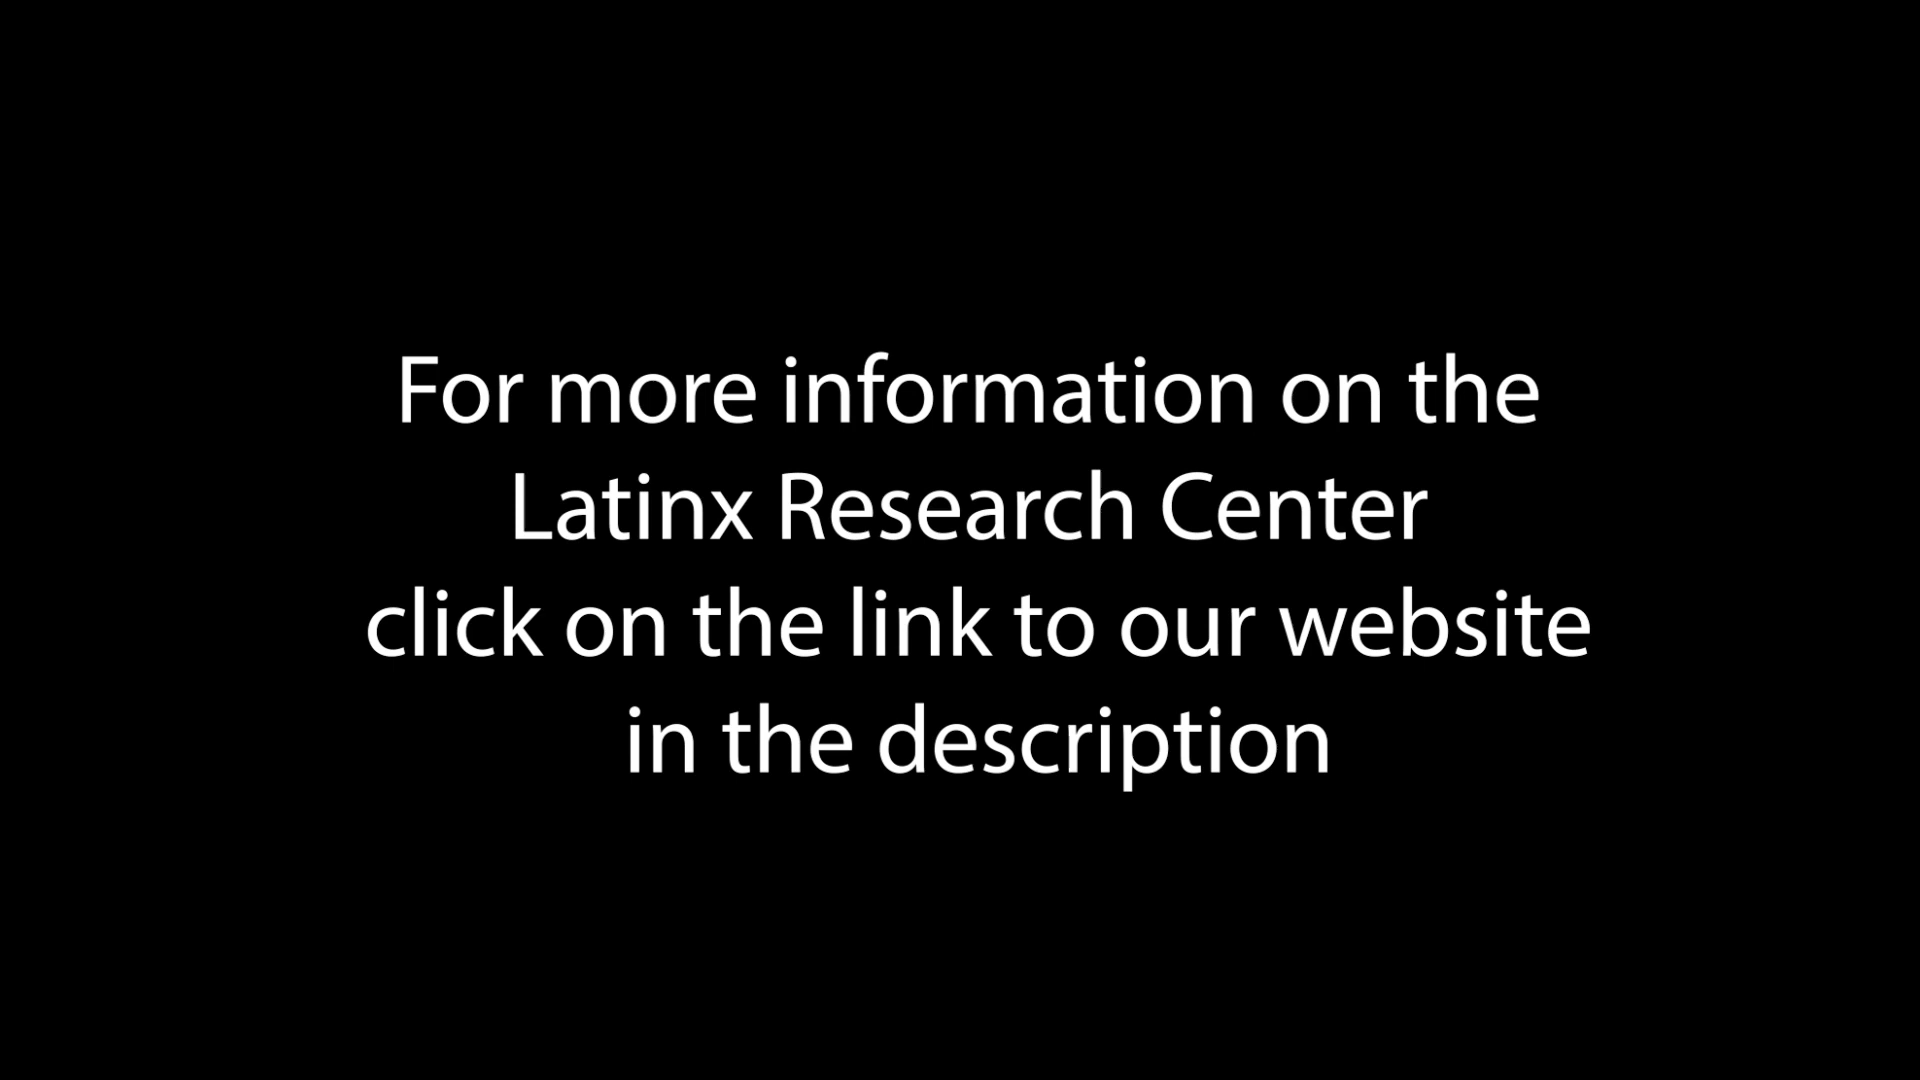 For more information on the
Latinx Research Center
click on the link to our website
in the description